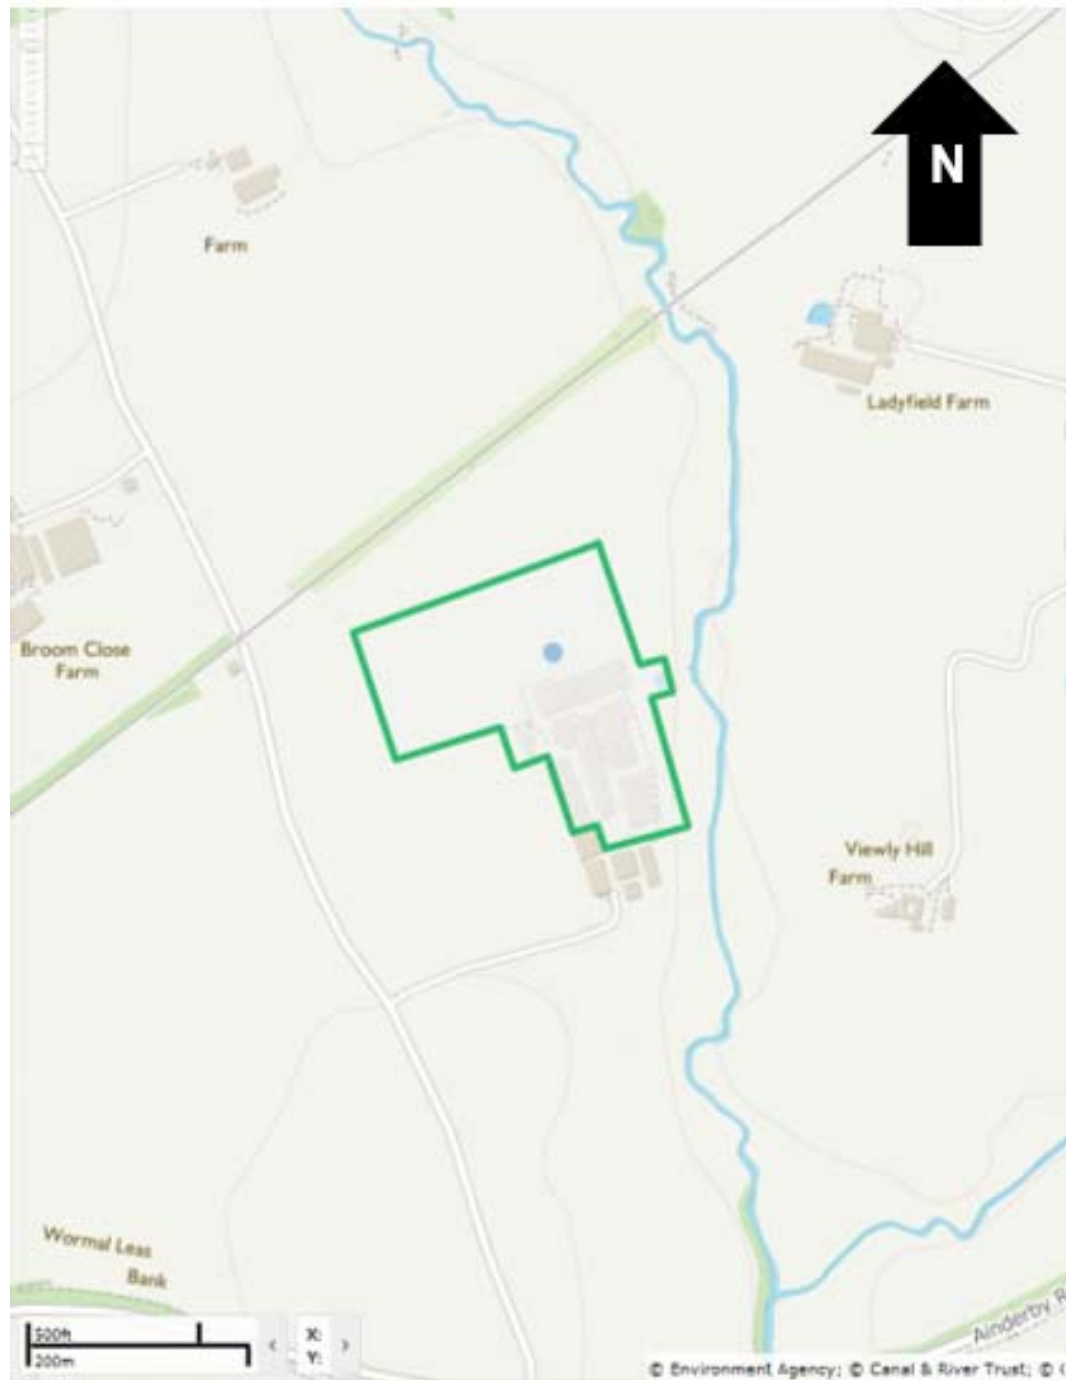 N
Farm
Ladyfield Farm
Broom Close
Farm
Viewly Hill
Farm
Wormal Leas
Bank
Ainderby R
500ft
200m
X:
Y:
© Environment Agency; © Canal & River Trust; ©